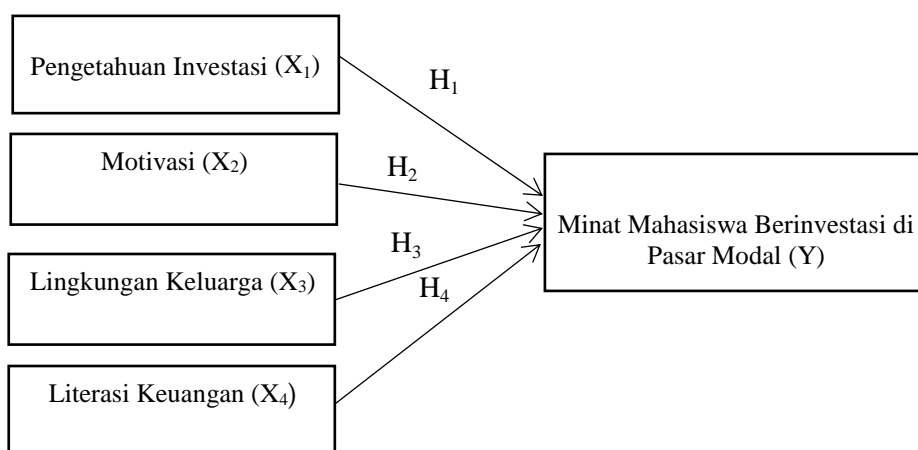 Pengetahuan Investasi (X₁)
H₁
Motivasi (X₂)
H₂
Minat Mahasiswa Berinvestasi di
Pasar Modal (Y)
H₃
Lingkungan Keluarga (X₃)
H₄
Literasi Keuangan (X₄)